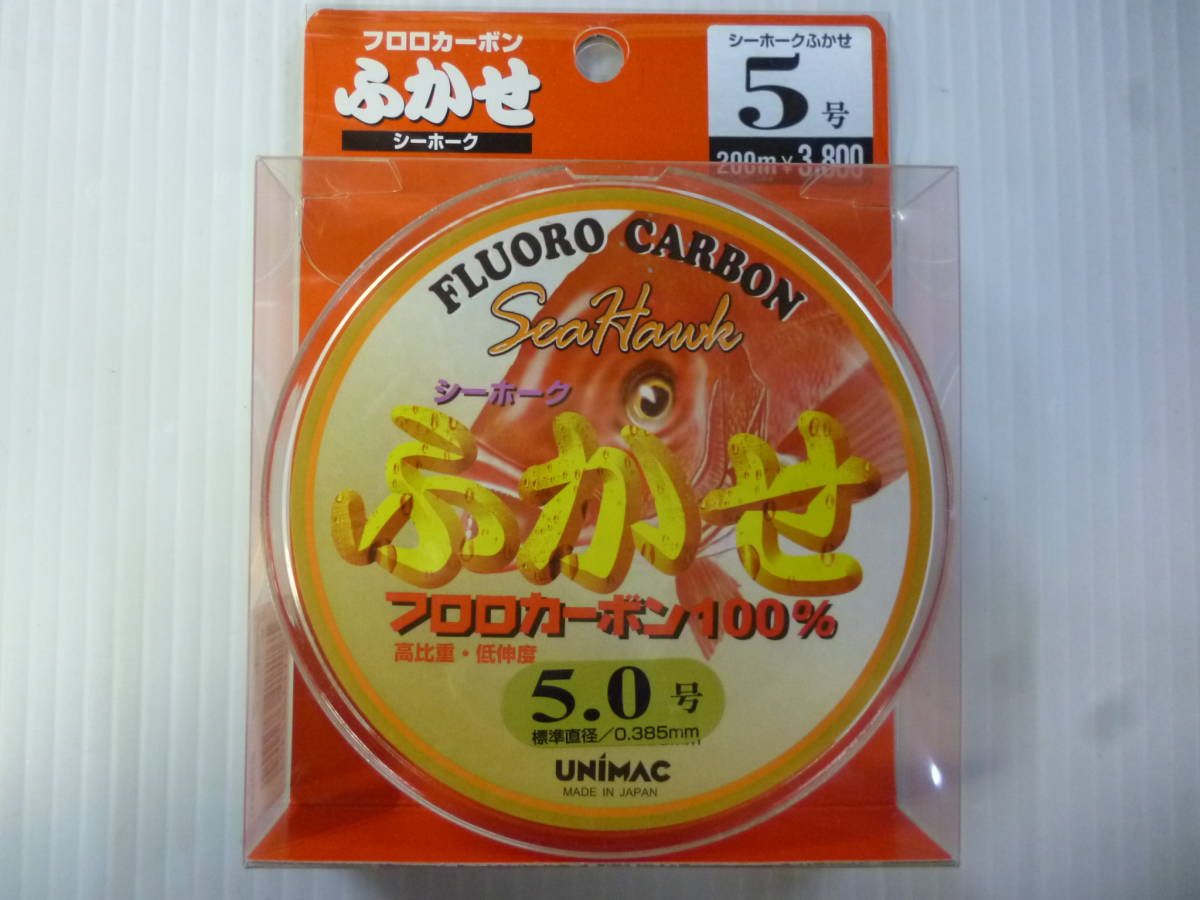 フロロカーボン
ふかせ
シーホーク
シーホークふかせ
5号
200m ¥3,800
FLUORO CARBON
SeaHawk
シーホーク
ふかせ
フロロカーボン100%
高比重・低伸度
5.0号
標準直径/0.385mm
UNIMAC
MADE IN JAPAN